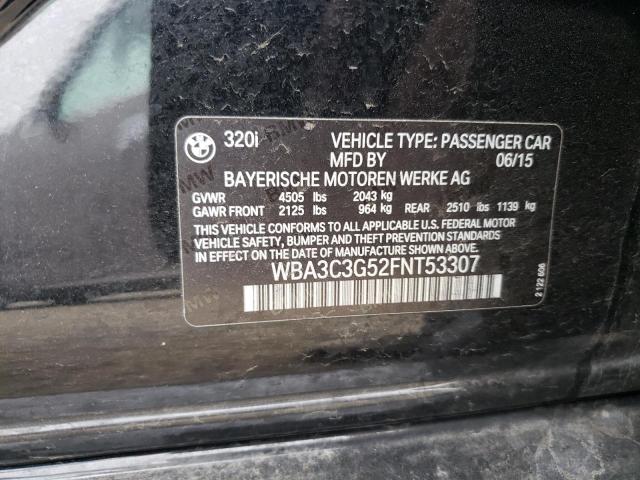 320i VEHICLE TYPE: PASSENGER CAR
MFD BY 06/15
BAYERISCHE MOTOREN WERKE AG
GVWR 4505 lbs 2043 kg
GAWR FRONT 2125 lbs 964 kg REAR 2510 lbs 1139 kg
THIS VEHICLE CONFORMS TO ALL APPLICABLE U.S. FEDERAL MOTOR
VEHICLE SAFETY, BUMPER AND THEFT PREVENTION STANDARDS
IN EFFECT ON THE DATE OF MANUFACTURE SHOWN ABOVE.
WBA3C3G52FNT53307
2 122 606